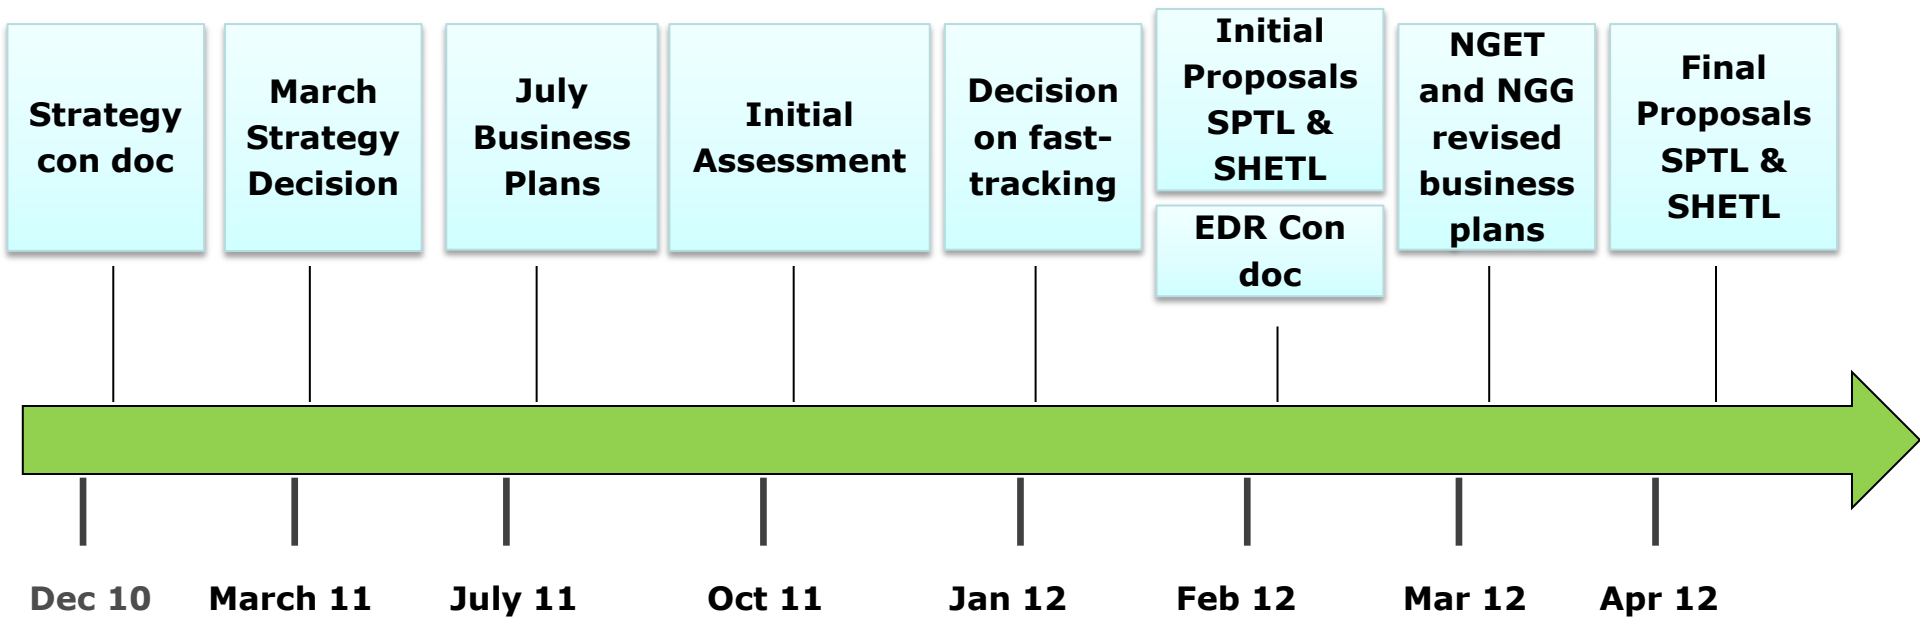 Strategy
con doc
March
Strategy
Decision
July
Business
Plans
Initial
Assessment
Decision
on fast-
tracking
Initial
Proposals
SPTL &
SHETL
EDR Con
doc
NGET
and NGG
revised
business
plans
Final
Proposals
SPTL &
SHETL
Dec 10
March 11
July 11
Oct 11
Jan 12
Feb 12
Mar 12
Apr 12